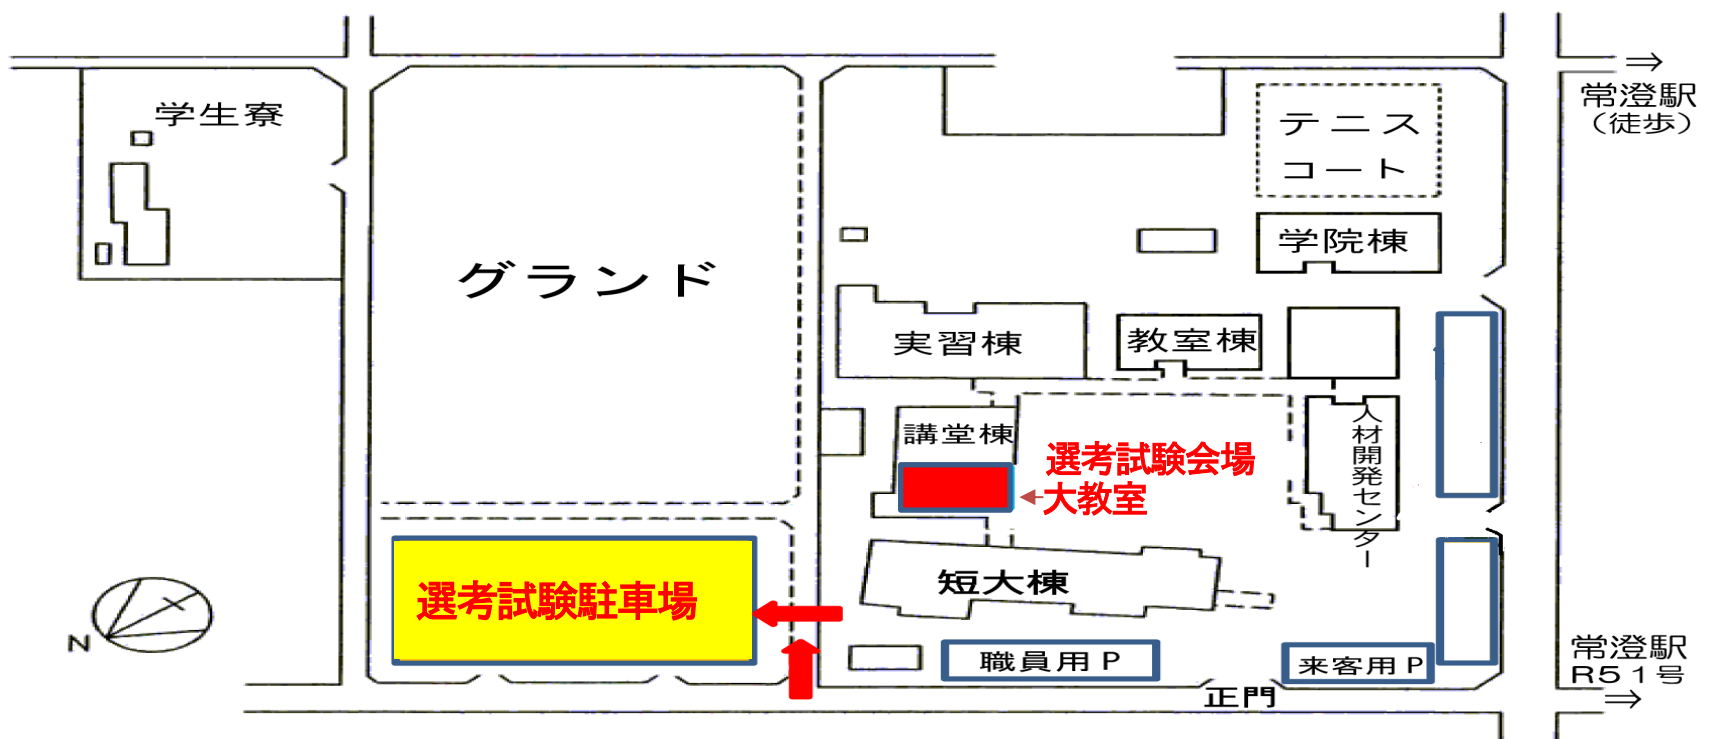 ⇒
常澄駅
（徒歩）
学生寮
テニス
コート
学院棟
グランド
実習棟
教室棟
人材開発センター
講堂棟
選考試験会場
大教室
短大棟
選考試験駐車場
N
職員用P
来客用P
正門
常澄駅
R51号
⇒